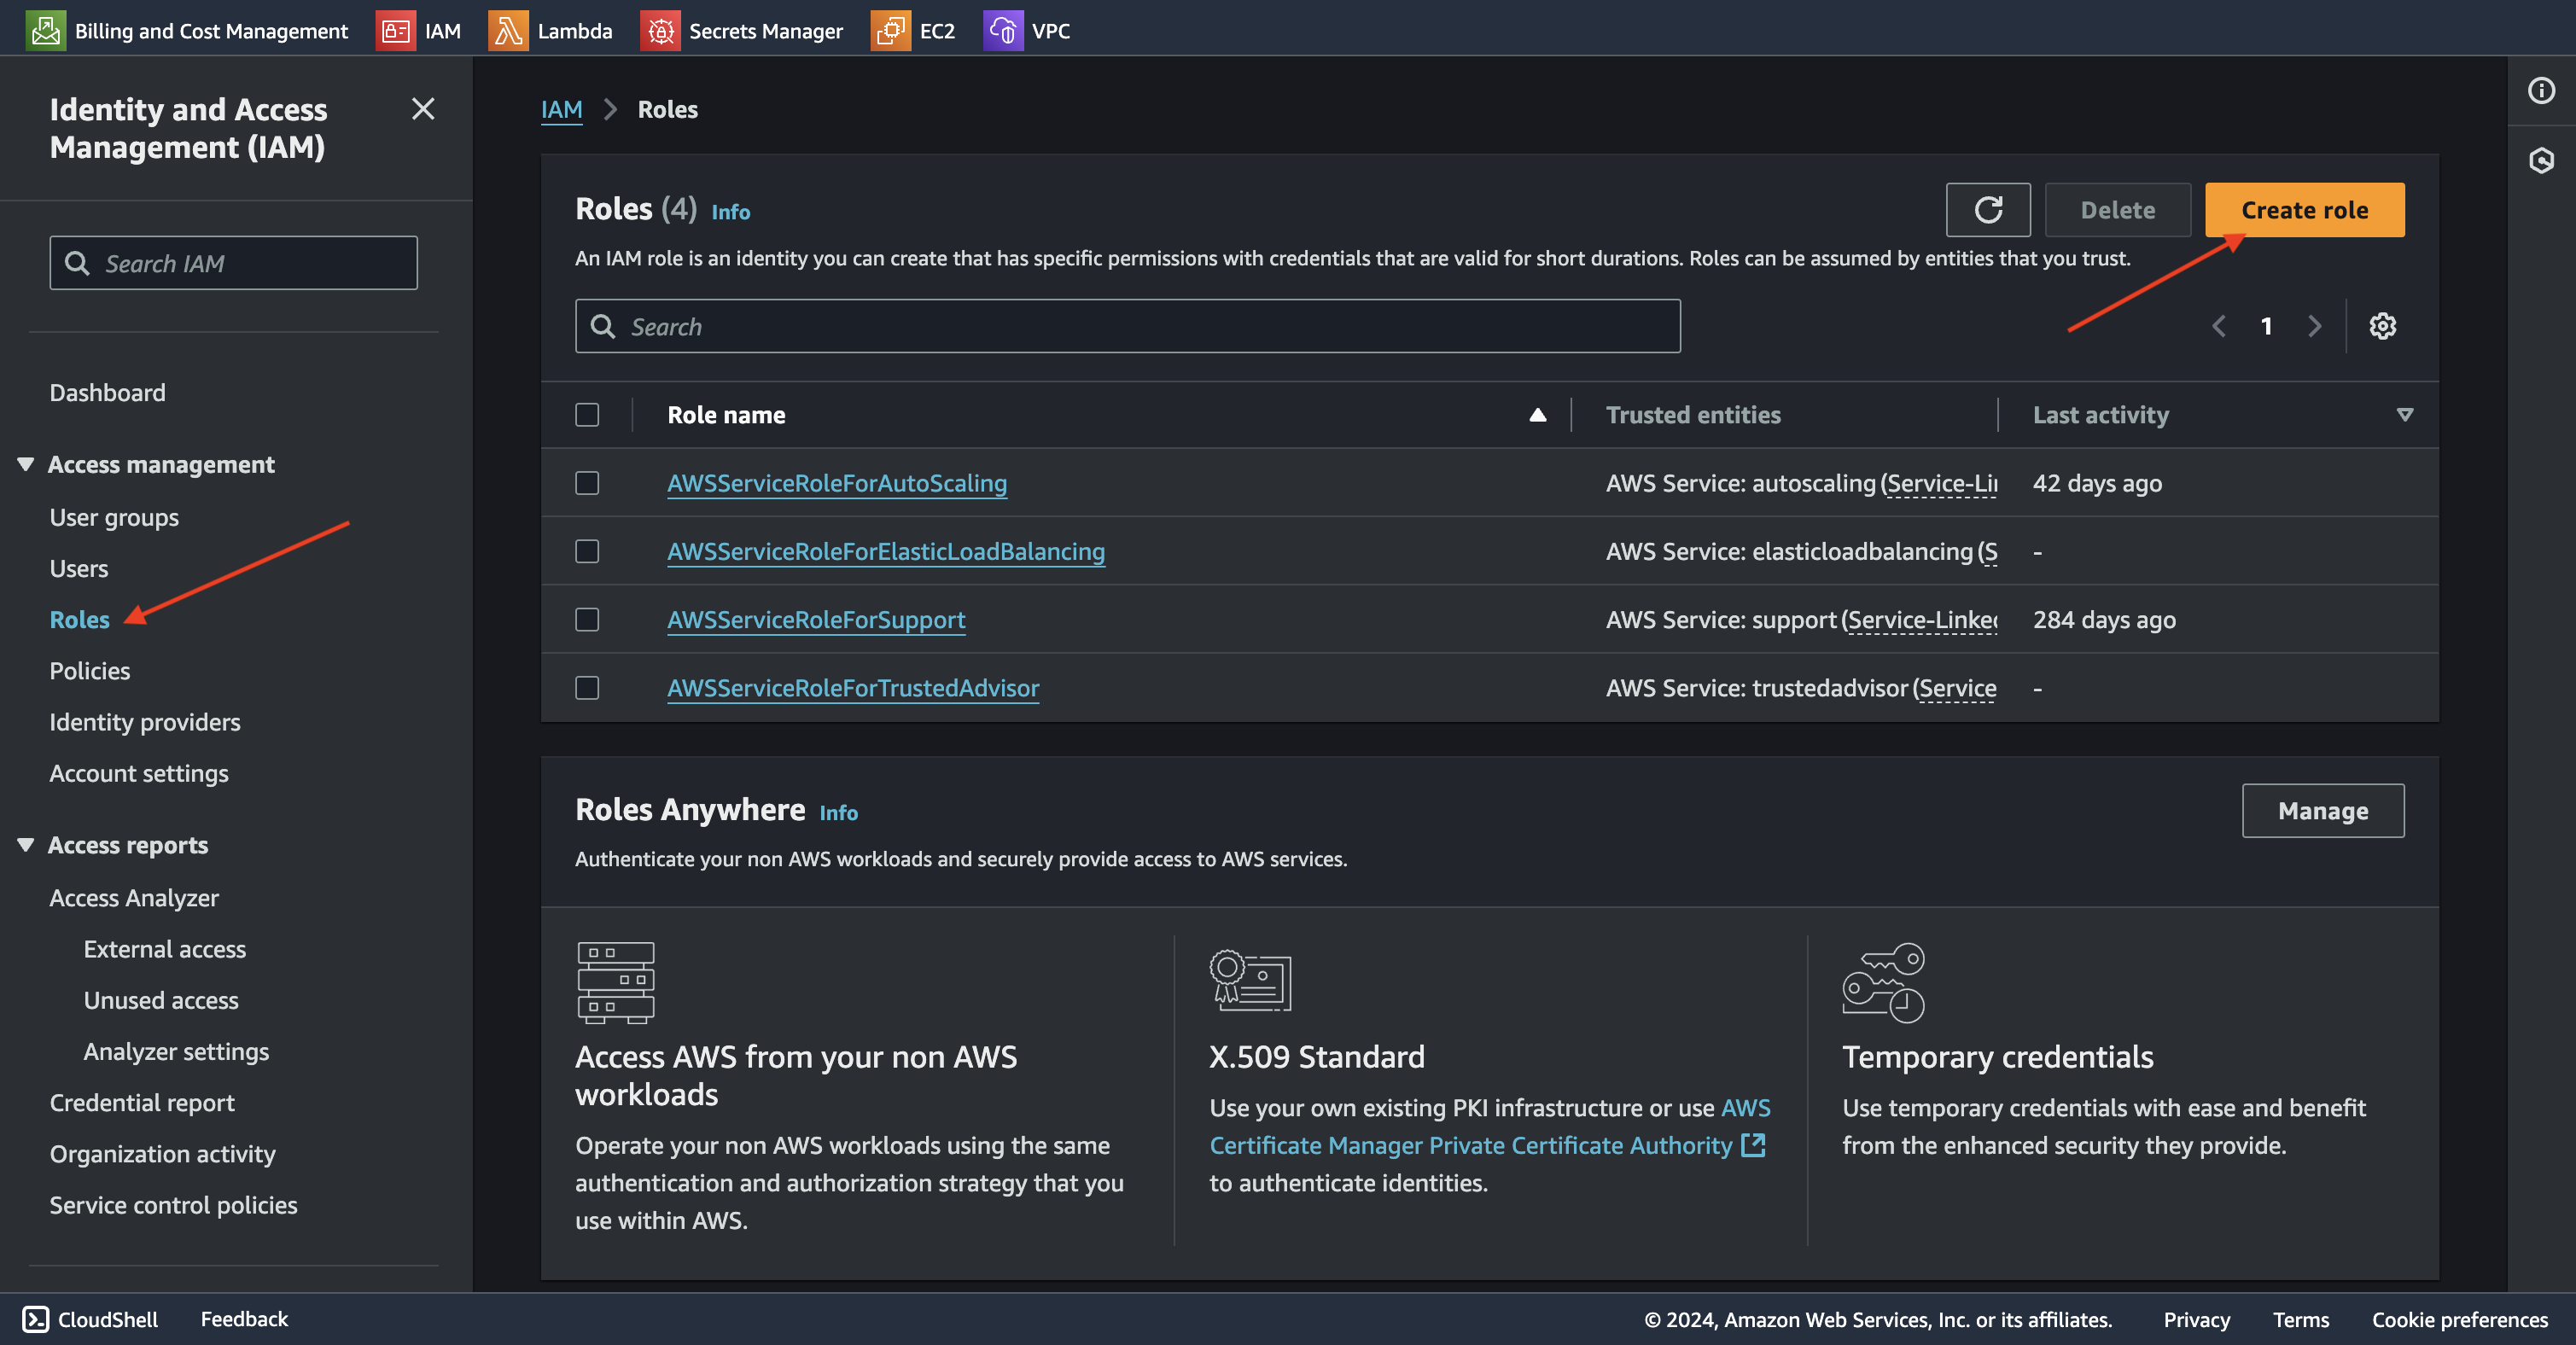 Billing and Cost Management IAM Lambda Secrets Manager EC2 VPC
Identity and Access
Management (IAM)
Search IAM
Dashboard
Access management
User groups
Users
Roles
Policies
Identity providers
Account settings
Access reports
Access Analyzer
External access
Unused access
Analyzer settings
Credential report
Organization activity
Service control policies
IAM Roles
Roles (4) Info
Delete
Create role
An IAM role is an identity you can create that has specific permissions with credentials that are valid for short durations. Roles can be assumed by entities that you trust.
Search
1
Role name Trusted entities Last activity
AWSServiceRoleForAutoScaling AWS Service: autoscaling (Service-Lin 42 days ago
AWSServiceRoleForElasticLoadBalancing AWS Service: elasticloadbalancing (S -
AWSServiceRoleForSupport AWS Service: support (Service-Linked 284 days ago
AWSServiceRoleForTrustedAdvisor AWS Service: trustedadvisor (Service -
Roles Anywhere Info
Manage
Authenticate your non AWS workloads and securely provide access to AWS services.
Access AWS from your non AWS
workloads
Operate your non AWS workloads using the same
authentication and authorization strategy that you
use within AWS.
X.509 Standard
Use your own existing PKI infrastructure or use AWS
Certificate Manager Private Certificate Authority
to authenticate identities.
Temporary credentials
Use temporary credentials with ease and benefit
from the enhanced security they provide.
CloudShell Feedback © 2024, Amazon Web Services, Inc. or its affiliates. Privacy Terms Cookie preferences